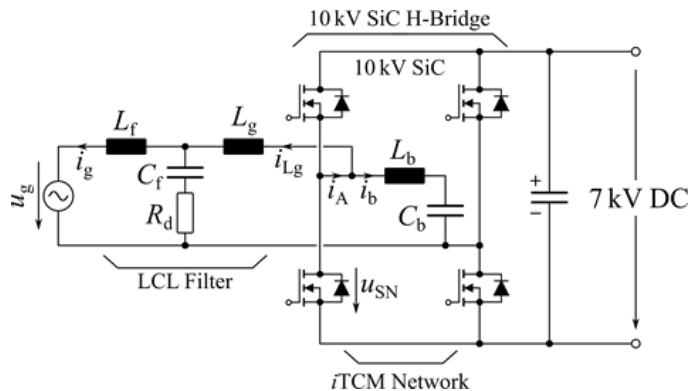 10 kV SiC H-Bridge
10 kV SiC
L_f
L_g
L_b
i_g
C_f
i_Lg
u_g
i_A
i_b
R_d
C_b
+
−
7 kV DC
LCL Filter
u_SN
iTCM Network